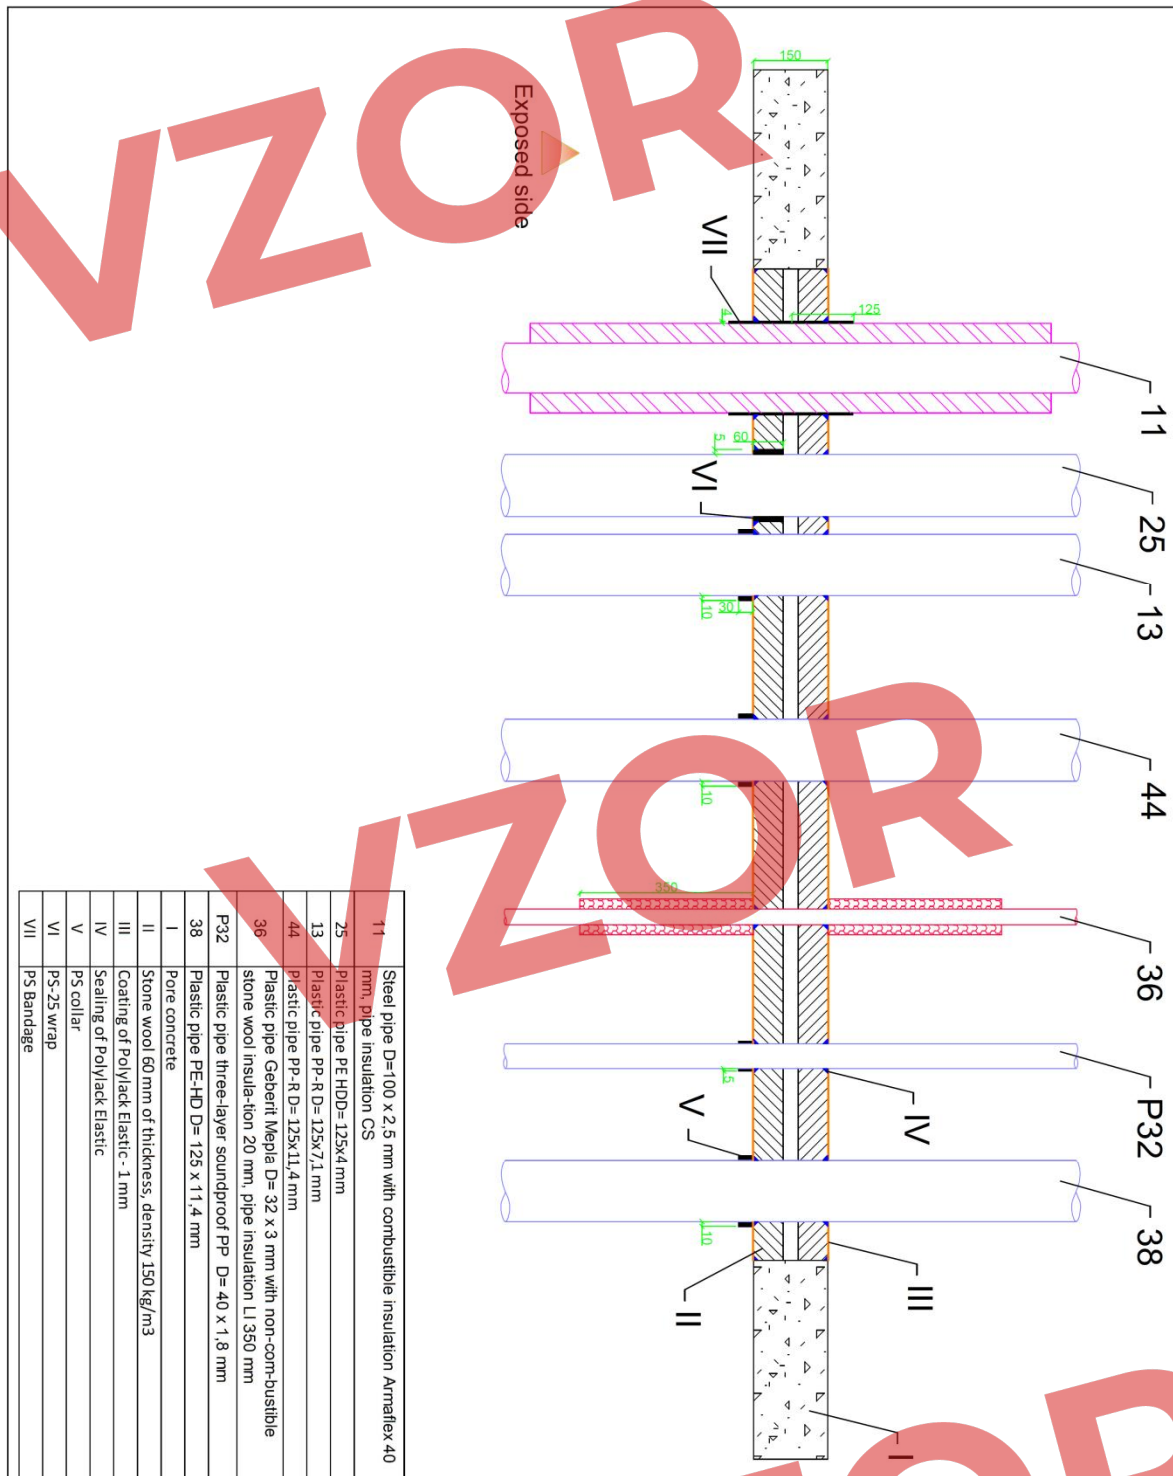 VZOR
Exposed side
150
VII
125
4
11
60
5
VI
25
30
10
13
10
44
350
36
5
P32
V
IV
10
38
III
II
I
VZOR
11 Steel pipe D=100 x 2,5 mm with combustible insulation Armaflex 40
mm, pipe insulation CS
25 Plastic pipe PE HDD= 125x4 mm
13 Plastic pipe PP-R D= 125x7,1 mm
44 Plastic pipe PP-R D= 125x11,4 mm
36 Plastic pipe Geberit Mepla D= 32 x 3 mm with non-com-bustible
stone wool insula-tion 20 mm, pipe insulation L.I 350 mm
P32 Plastic pipe three-layer soundproof PP D= 40 x 1,8 mm
38 Plastic pipe PE-HD D= 125 x 11,4 mm
I Pore concrete
II Stone wool 60 mm of thickness, density 150 kg/m3
III Coating of Polylack Elastic - 1 mm
IV Sealing of Polylack Elastic
V PS collar
VI PS-25 wrap
VII PS Bandage